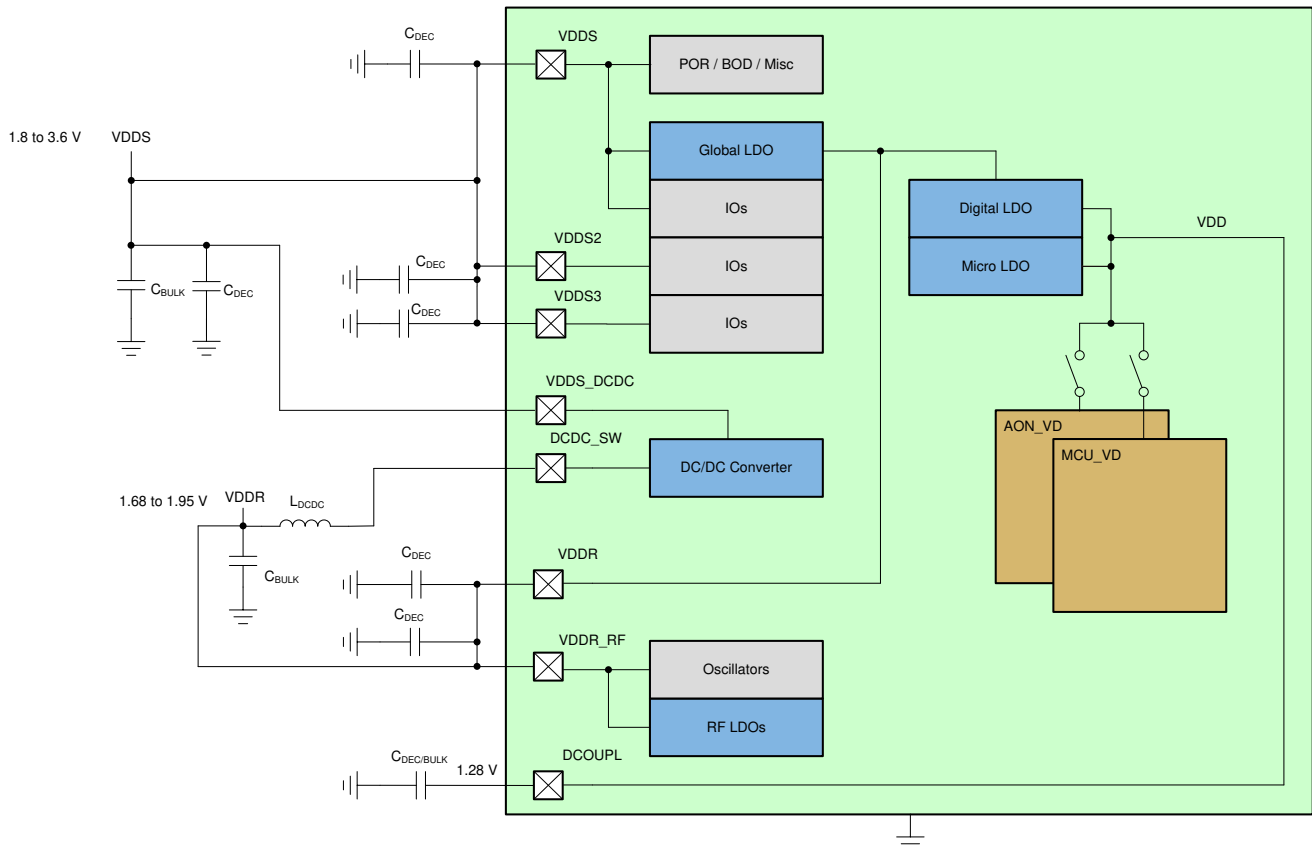 CDEC
VDDS
POR / BOD / Misc
1.8 to 3.6 V
VDDS
Global LDO
IOs
Digital LDO
VDD
VDDS2
CDEC
IOs
Micro LDO
CBULK
CDEC
VDDS3
CDEC
IOs
VDDS_DCDC
AON_VD
DCDC_SW
MCU_VD
DC/DC Converter
1.68 to 1.95 V
VDDR
LDCDC
CDEC
VDDR
CBULK
CDEC
VDDR_RF
Oscillators
RF LDOs
CDEC/BULK
1.28 V
DCOUPL